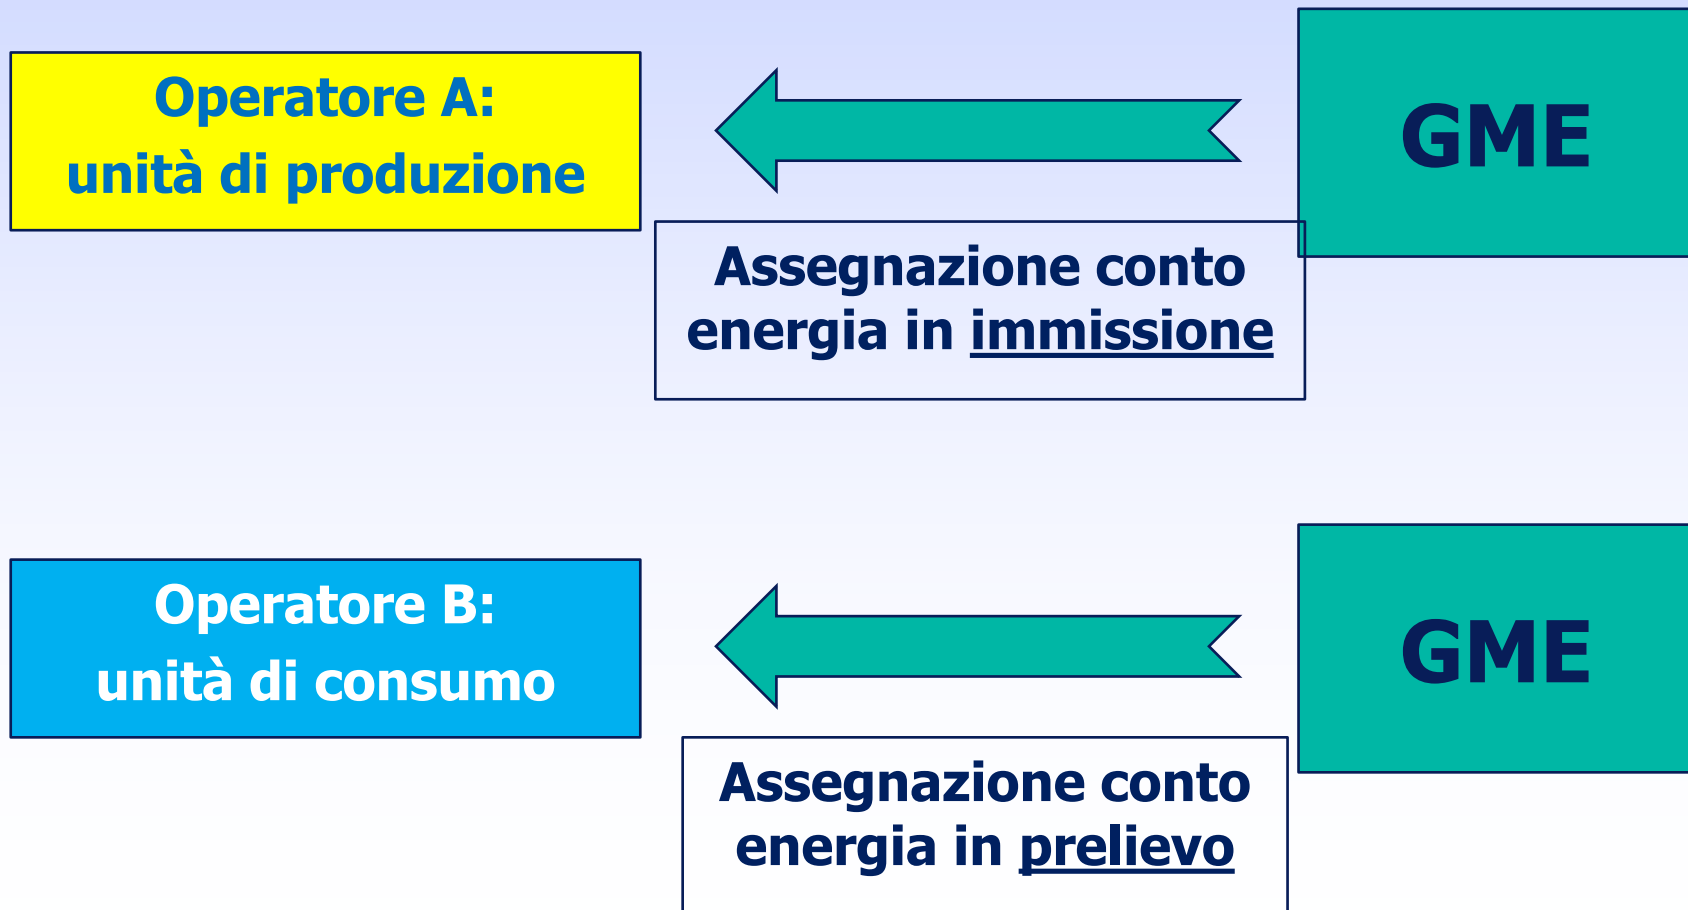 Operatore A:
unità di produzione
GME
Assegnazione conto
energia in immissione
Operatore B:
unità di consumo
GME
Assegnazione conto
energia in prelievo